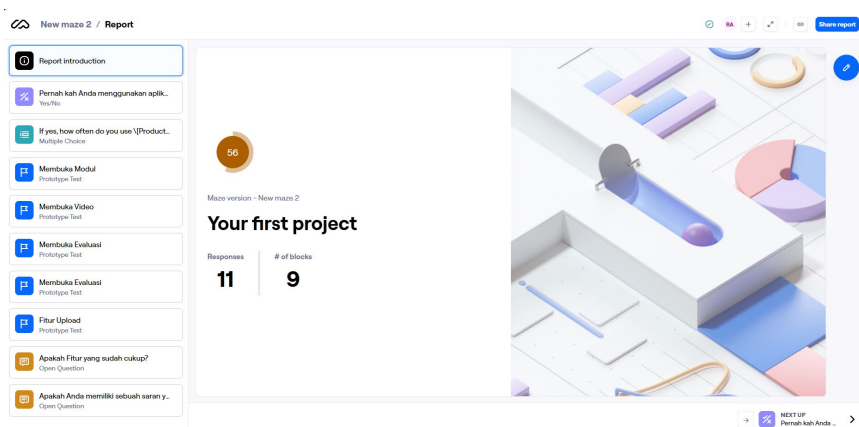 New maze 2 / Report
RA
Share report
Report introduction
Pernah kah Anda menggunakan aplik...
Yes/No
If yes, how often do you use \[Product...
Multiple Choice
Membuka Modul
Prototype Test
Membuka Video
Prototype Test
Membuka Evaluasi
Prototype Test
Membuka Evaluasi
Prototype Test
Fitur Upload
Prototype Test
Apakah Fitur yang sudah cukup?
Open Question
Apakah Anda memiliki sebuah saran y...
Open Question
56
Maze version - New maze 2
Your first project
Responses
# of blocks
11
9
NEXT UP
Pernah kah Anda ...